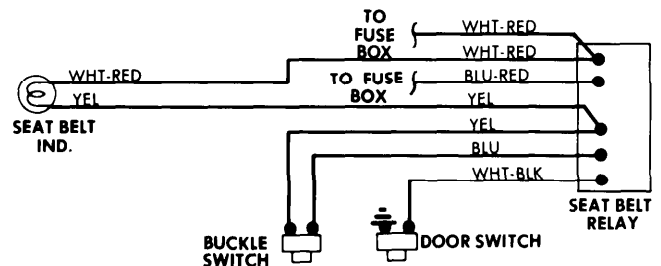 TO
FUSE
BOX
WHT-RED
WHT-RED
WHT-RED
TO FUSE
BOX
BLU-RED
YEL
YEL
SEAT BELT
IND.
YEL
BLU
WHT-BLK
SEAT BELT
RELAY
BUCKLE
SWITCH
DOOR SWITCH